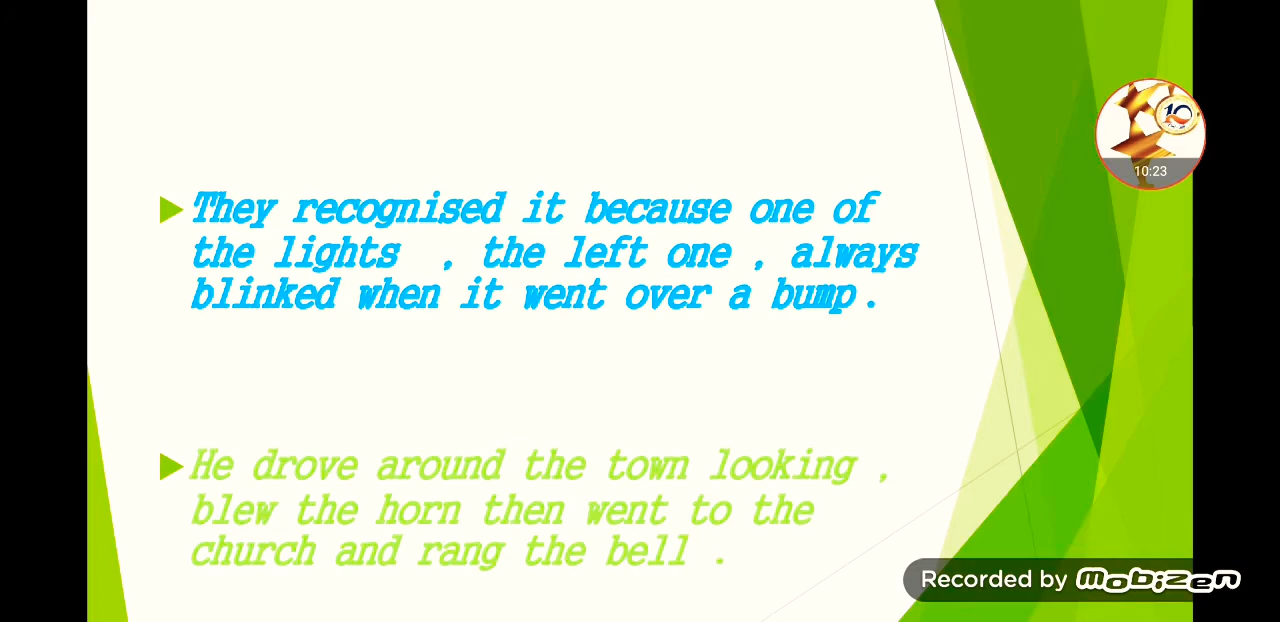 They recognised it because one of
the lights , the left one , always
blinked when it went over a bump.
He drove around the town looking ,
blew the horn then went to the
church and rang the bell .
10
10:23
Recorded by Mobizen